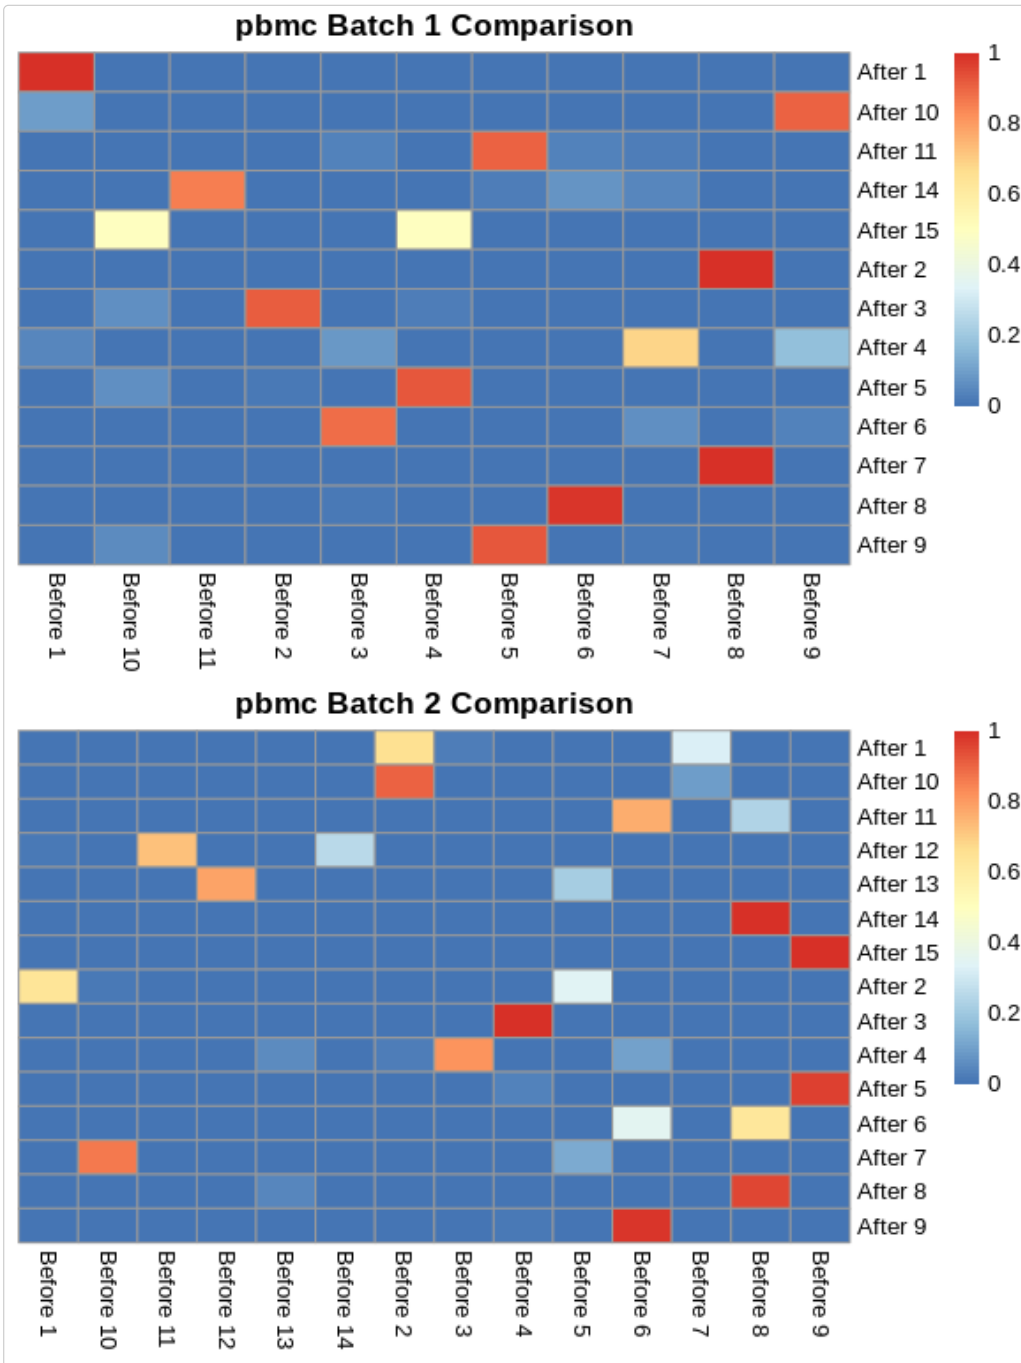 pbmc Batch 1 Comparison
After 1
After 10
After 11
After 14
After 15
After 2
After 3
After 4
After 5
After 6
After 7
After 8
After 9
1
0.8
0.6
0.4
0.2
0
Before 1
Before 10
Before 11
Before 2
Before 3
Before 4
Before 5
Before 6
Before 7
Before 8
Before 9
pbmc Batch 2 Comparison
After 1
After 10
After 11
After 12
After 13
After 14
After 15
After 2
After 3
After 4
After 5
After 6
After 7
After 8
After 9
1
0.8
0.6
0.4
0.2
0
Before 1
Before 10
Before 11
Before 12
Before 13
Before 14
Before 2
Before 3
Before 4
Before 5
Before 6
Before 7
Before 8
Before 9